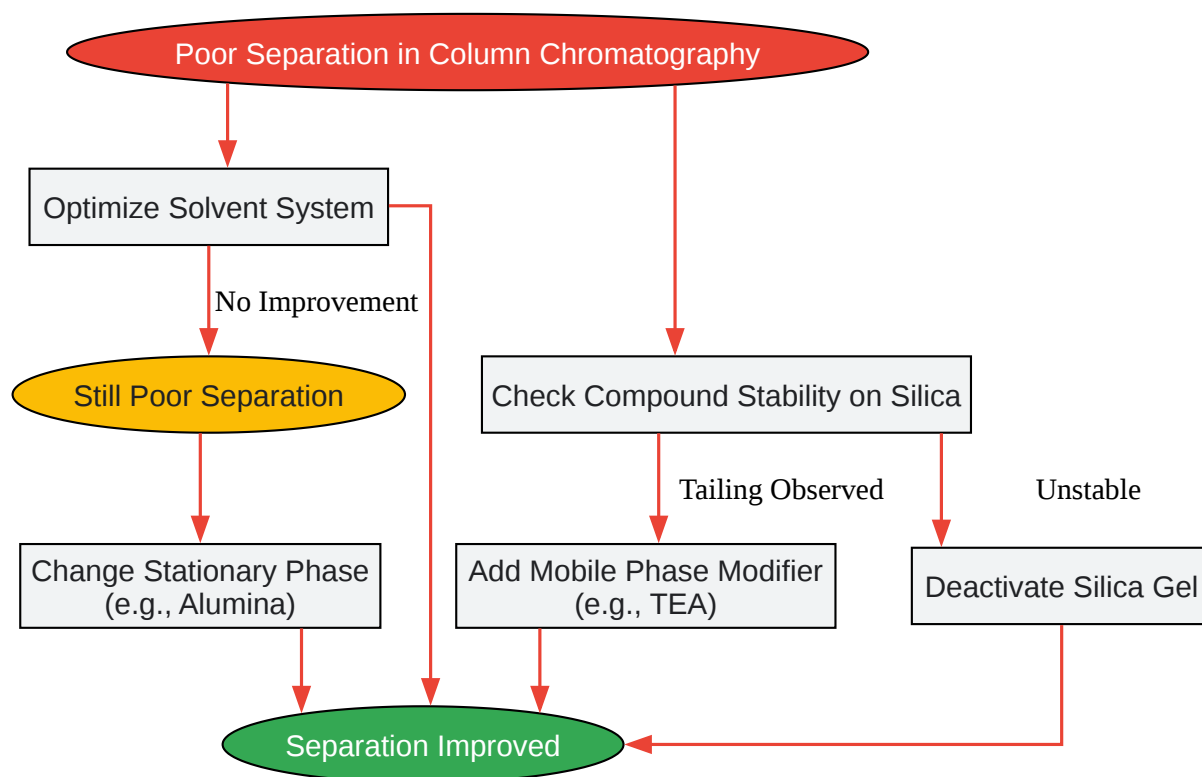 Poor Separation in Column Chromatography
Optimize Solvent System
No Improvement
Still Poor Separation
Check Compound Stability on Silica
Tailing Observed
Unstable
Change Stationary Phase
(e.g., Alumina)
Add Mobile Phase Modifier
(e.g., TEA)
Deactivate Silica Gel
Separation Improved